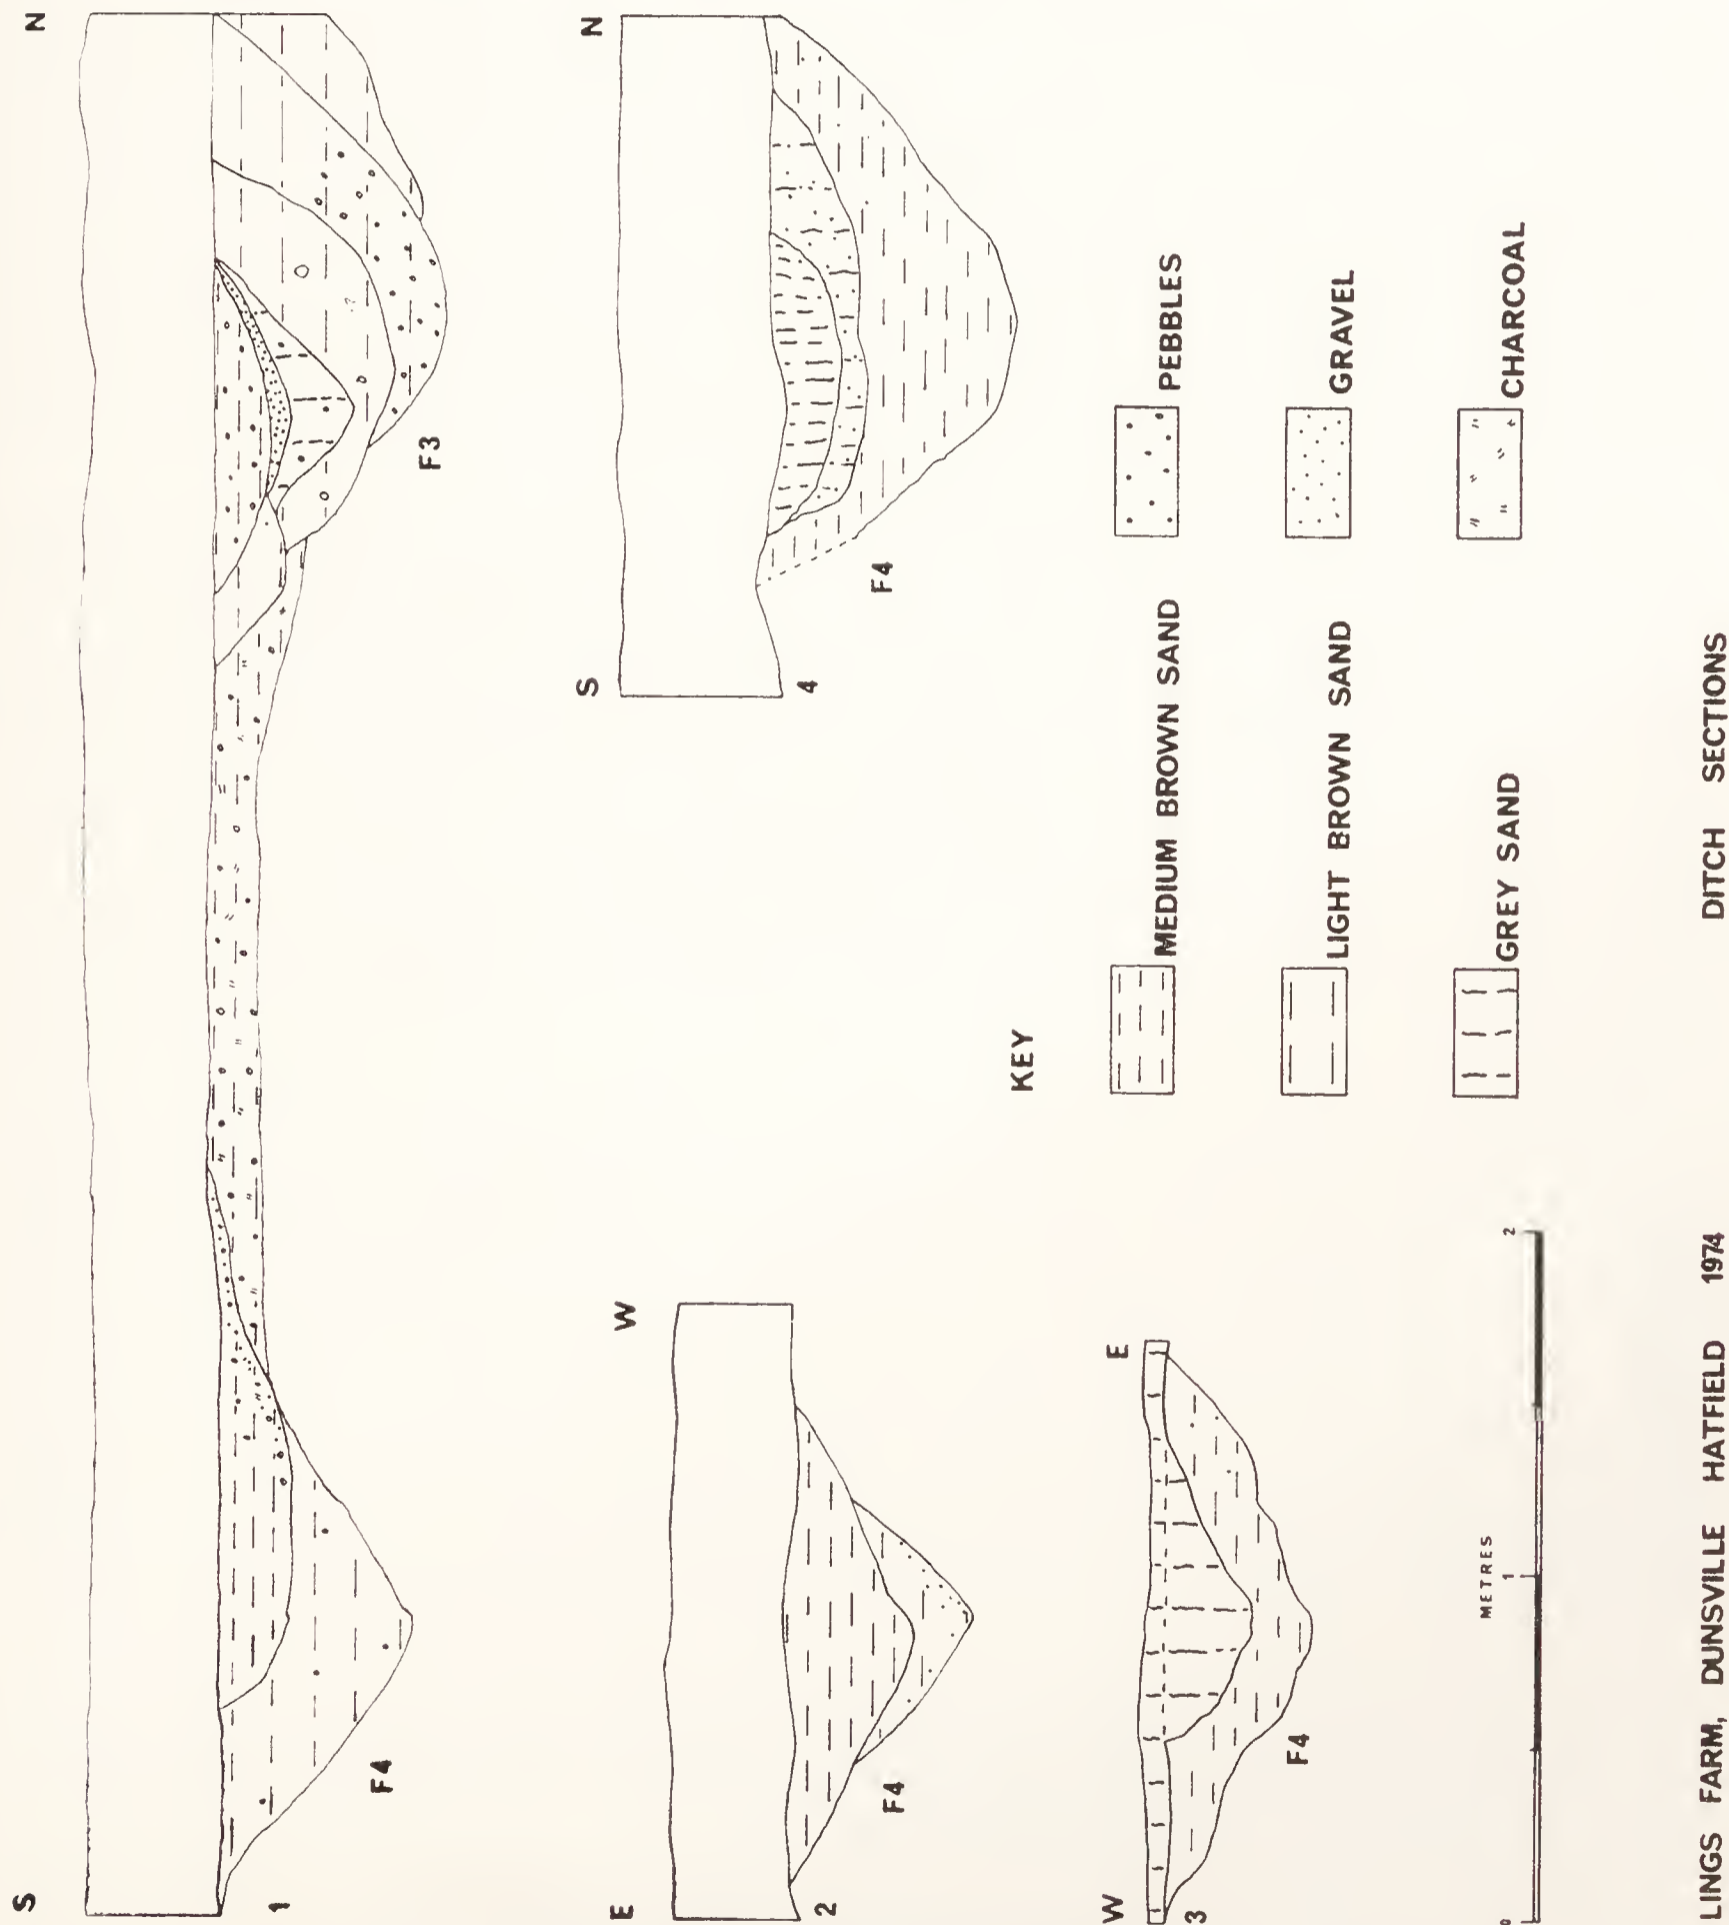 S N
1
F4
F3
E W
2
F4
S N
4
F4
W E
3
F4
KEY
MEDIUM BROWN SAND
PEBBLES
LIGHT BROWN SAND
GRAVEL
GREY SAND
CHARCOAL
METRES
0 1 2
LINGS FARM, DUNSVILLE HATFIELD 1974 DITCH SECTIONS